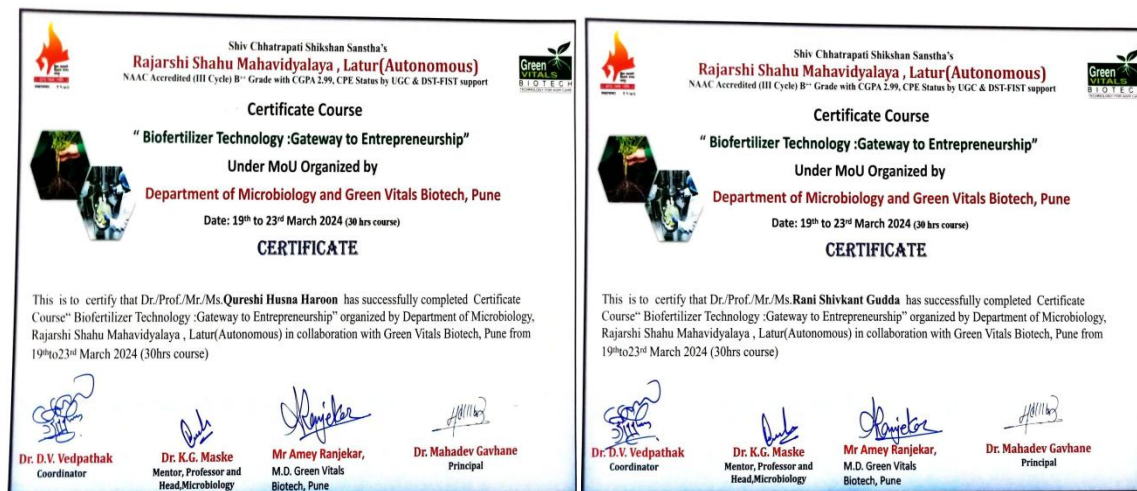 Shiv Chhatrapati Shikshan Sanstha's
Rajarshi Shahu Mahavidyalaya , Latur(Autonomous)
NAAC Accredited (III Cycle) B++ Grade with CGPA 2.99, CPE Status by UGC & DST-FIST support
Green
VITALS
BIOTECH
Certificate Course
" Biofertilizer Technology :Gateway to Entrepreneurship"
Under MoU Organized by
Department of Microbiology and Green Vitals Biotech, Pune
Date: 19th to 23rd March 2024 (30 hrs course)
CERTIFICATE
This is to certify that Dr./Prof./Mr./Ms.Qureshi Husna Haroon has successfully completed Certificate
Course" Biofertilizer Technology :Gateway to Entrepreneurship" organized by Department of Microbiology,
Rajarshi Shahu Mahavidyalaya , Latur(Autonomous) in collaboration with Green Vitals Biotech, Pune from
19thto23rd March 2024 (30hrs course)
Ranjekar
Dr. D.V. Vedpathak
Coordinator
Dr. K.G. Maske
Mentor, Professor and
Head,Microbiology
Mr Amey Ranjekar,
M.D. Green Vitals
Biotech, Pune
Dr. Mahadev Gavhane
Principal
Shiv Chhatrapati Shikshan Sanstha's
Rajarshi Shahu Mahavidyalaya , Latur(Autonomous)
NAAC Accredited (III Cycle) B++ Grade with CGPA 2.99, CPE Status by UGC & DST-FIST support
Green
VITALS
BIOTECH
Certificate Course
" Biofertilizer Technology :Gateway to Entrepreneurship"
Under MoU Organized by
Department of Microbiology and Green Vitals Biotech, Pune
Date: 19th to 23rd March 2024 (30 hrs course)
CERTIFICATE
This is to certify that Dr./Prof./Mr./Ms.Rani Shivkant Gudda has successfully completed Certificate
Course" Biofertilizer Technology :Gateway to Entrepreneurship" organized by Department of Microbiology,
Rajarshi Shahu Mahavidyalaya , Latur(Autonomous) in collaboration with Green Vitals Biotech, Pune from
19thto23rd March 2024 (30hrs course)
Ranjekar
Dr. D.V. Vedpathak
Coordinator
Dr. K.G. Maske
Mentor, Professor and
Head,Microbiology
Mr Amey Ranjekar,
M.D. Green Vitals
Biotech, Pune
Dr. Mahadev Gavhane
Principal